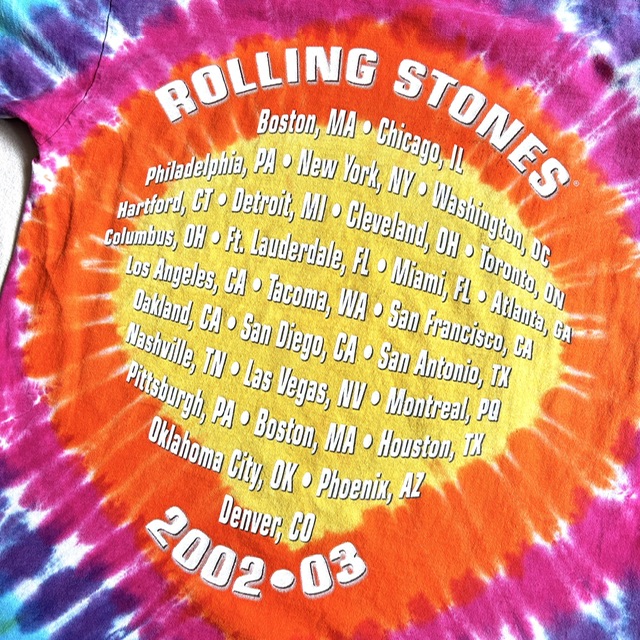 ROLLING STONES
Boston, MA • Chicago, IL
Philadelphia, PA • New York, NY • Washington, DC
Hartford, CT • Detroit, MI • Cleveland, OH • Toronto, ON
Columbus, OH • Ft. Lauderdale, FL • Miami, FL • Atlanta, GA
Los Angeles, CA • Tacoma, WA • San Francisco, CA
Oakland, CA • San Diego, CA • San Antonio, TX
Nashville, TN • Las Vegas, NV • Montreal, PQ
Pittsburgh, PA • Boston, MA • Houston, TX
Oklahoma City, OK • Phoenix, AZ
Denver, CO
2002•03